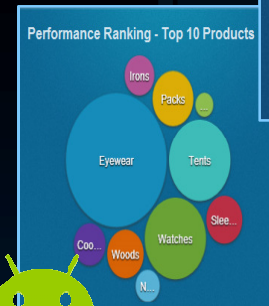 Performance Ranking - Top 10 Products
Irons
Packs
...
Eyewear
Tents
Slee...
Watches
Coo...
Woods
N...